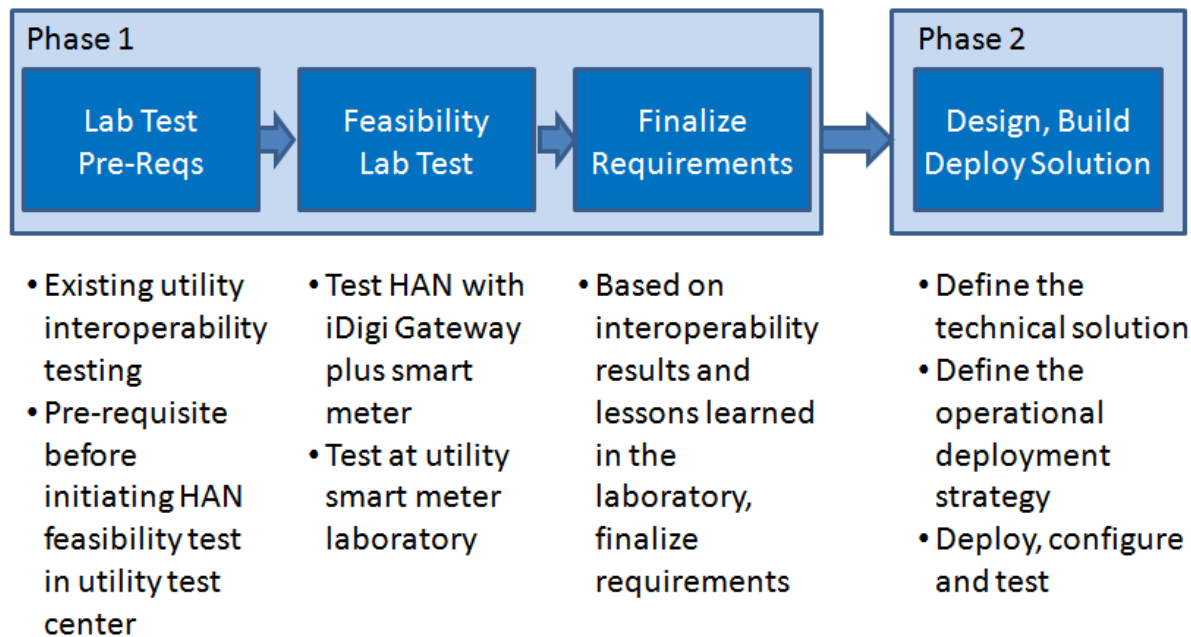 Phase 1
Lab Test
Pre-Reqs
Feasibility
Lab Test
Finalize
Requirements
Phase 2
Design, Build
Deploy Solution
• Existing utility
interoperability
testing
• Pre-requisite
before
initiating HAN
feasibility test
in utility test
center
• Test HAN with
iDigi Gateway
plus smart
meter
• Test at utility
smart meter
laboratory
• Based on
interoperability
results and
lessons learned
in the
laboratory,
finalize
requirements
• Define the
technical solution
• Define the
operational
deployment
strategy
• Deploy, configure
and test